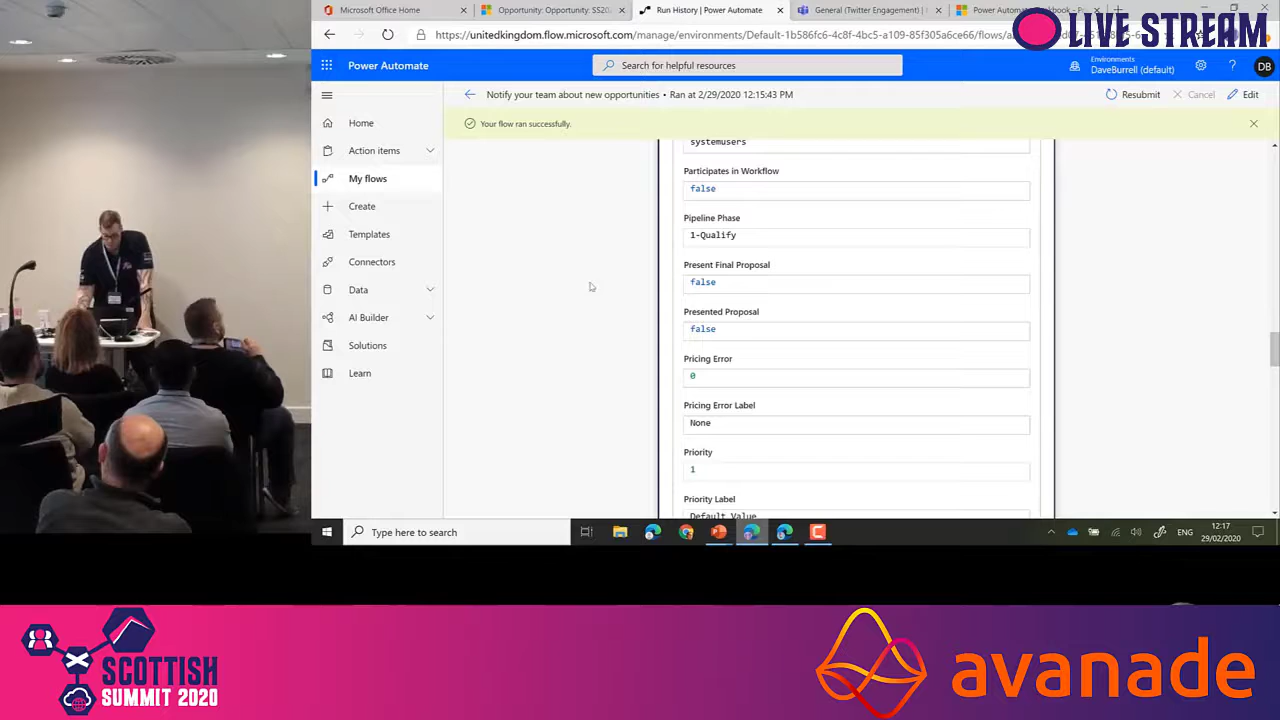 Microsoft Office Home
Opportunity: Opportunity: SS202
Run History | Power Automate
General (Twitter Engagement) |
LIVE STREAM
https://unitedkingdom.flow.microsoft.com/manage/environments/Default-1b586fc6-4c8f-4bc5-a109-85f305a6ce66/flows/
Power Automate
Search for helpful resources
Environments
DaveBurrell (default)
DB
Notify your team about new opportunities • Ran at 2/29/2020 12:15:43 PM
Resubmit
Cancel
Edit
Your flow ran successfully.
Home
Action items
My flows
Create
Templates
Connectors
Data
AI Builder
Solutions
Learn
systemusers
Participates in Workflow
false
Pipeline Phase
1-Qualify
Present Final Proposal
false
Presented Proposal
false
Pricing Error
0
Pricing Error Label
None
Priority
1
Priority Label
Default Value
Type here to search
ENG
12:17
29/02/2020
SCOTTISH
SUMMIT 2020
avanade